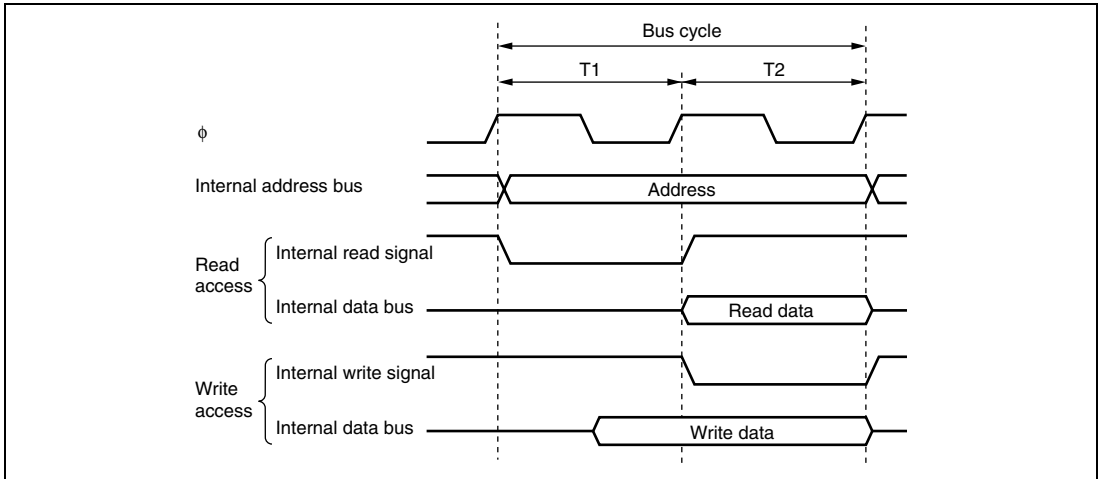 Bus cycle
T1
T2
ϕ
Internal address bus
Address
Read
access
Internal read signal
Internal data bus
Read data
Write
access
Internal write signal
Internal data bus
Write data